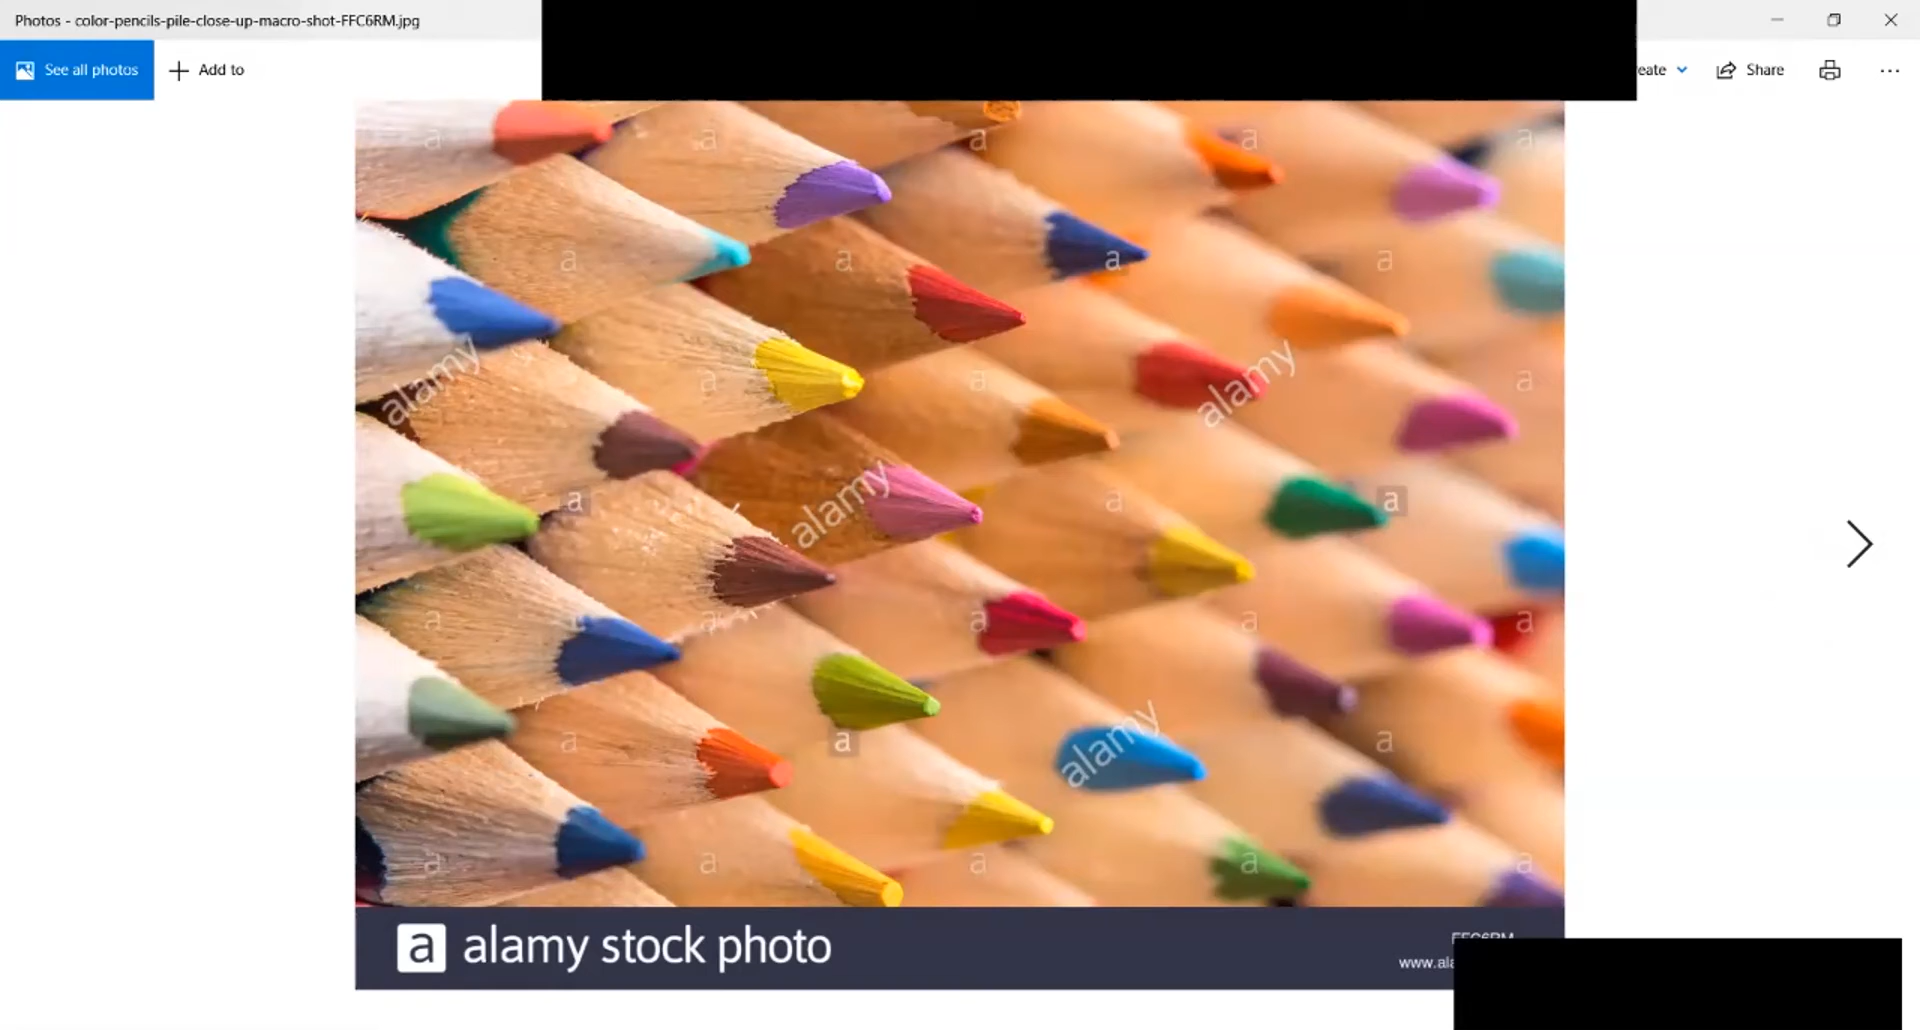 Photos - color-pencils-pile-close-up-macro-shot-FFC6RM.jpg
See all photos
Add to
Share
a a a a a
a a a
alamy alamy
a a a
alamy
a a a
a a a a
alamy
a a a
a a a a a
a alamy stock photo